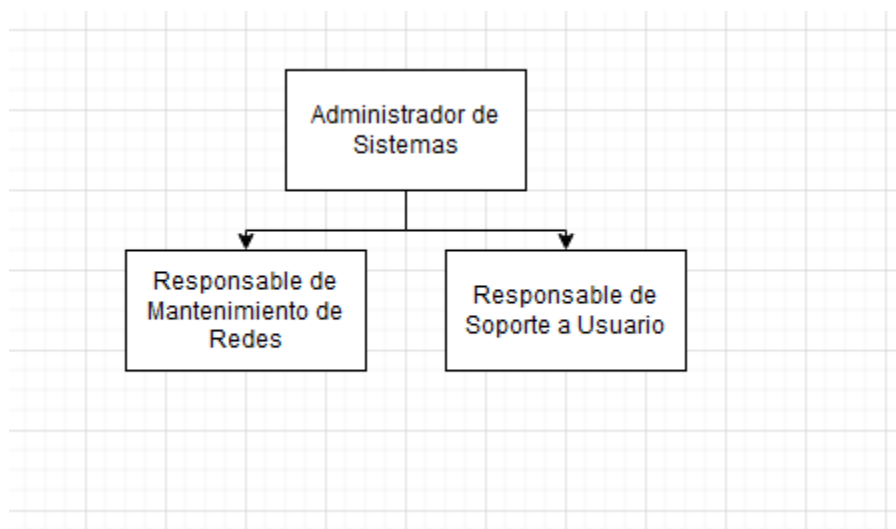 Administrador de
Sistemas
Responsable de
Mantenimiento de
Redes
Responsable de
Soporte a Usuario